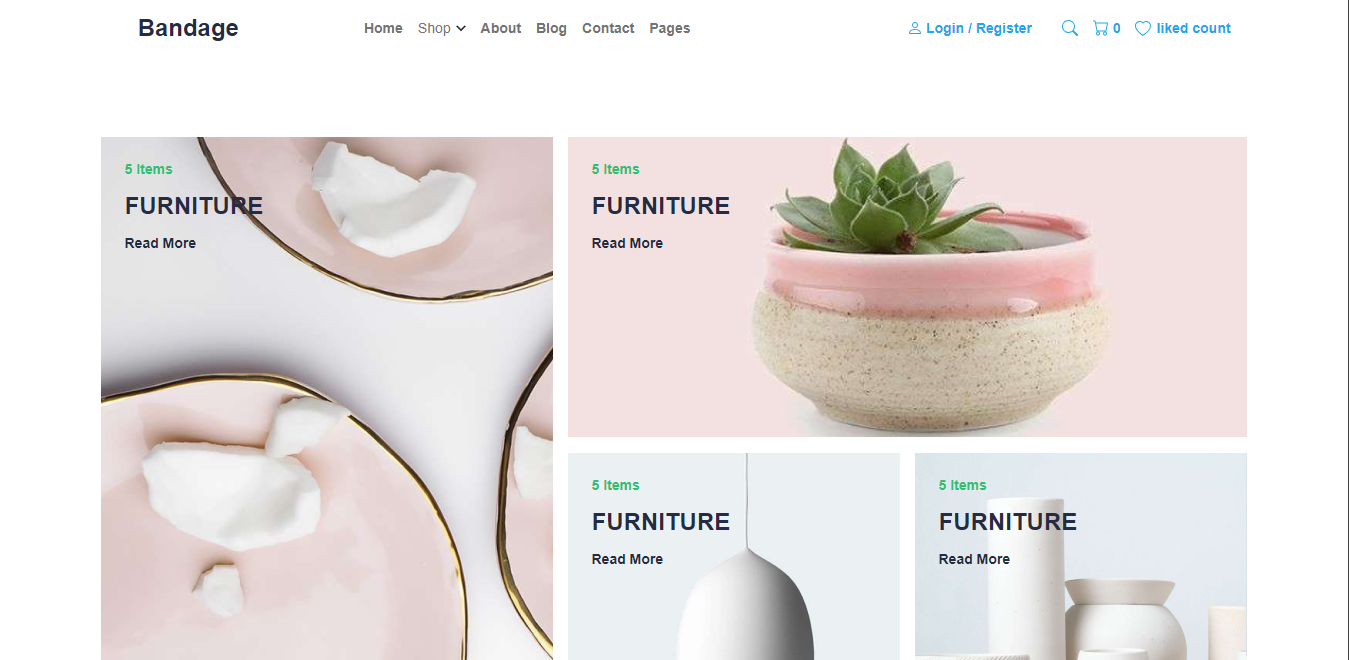 Bandage
Home Shop About Blog Contact Pages
Login / Register
0
liked count
5 Items
FURNITURE
Read More
5 Items
FURNITURE
Read More
5 Items
FURNITURE
Read More
5 Items
FURNITURE
Read More